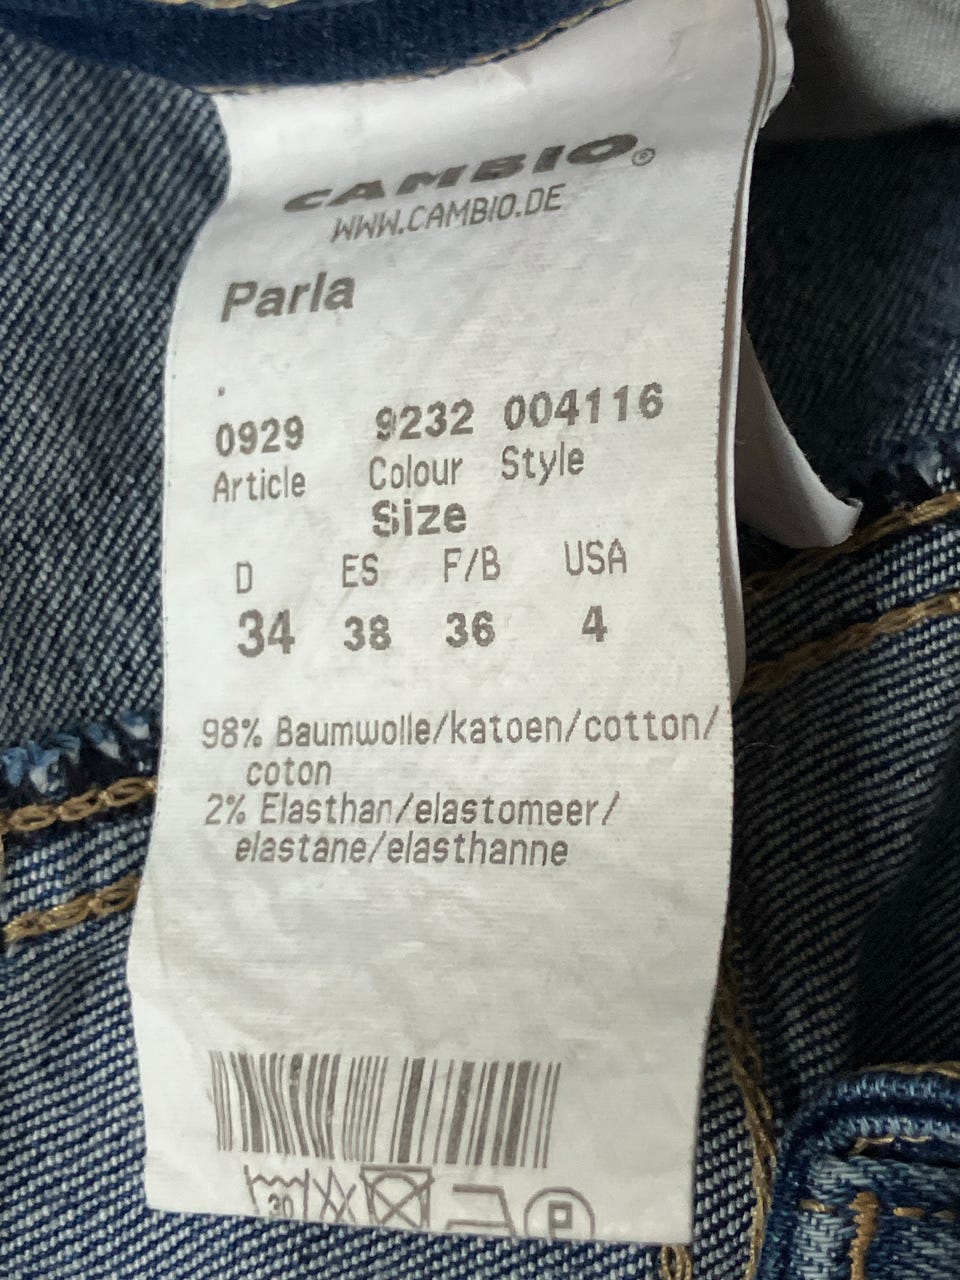 CAMBIO®
WWW.CAMBIO.DE
Parla
.
0929 9232 004116
Article Colour Style
Size
D ES F/B USA
34 38 36 4
98% Baumwolle/katoen/cotton/
coton
2% Elasthan/elastomeer/
elastane/elasthanne
30 P